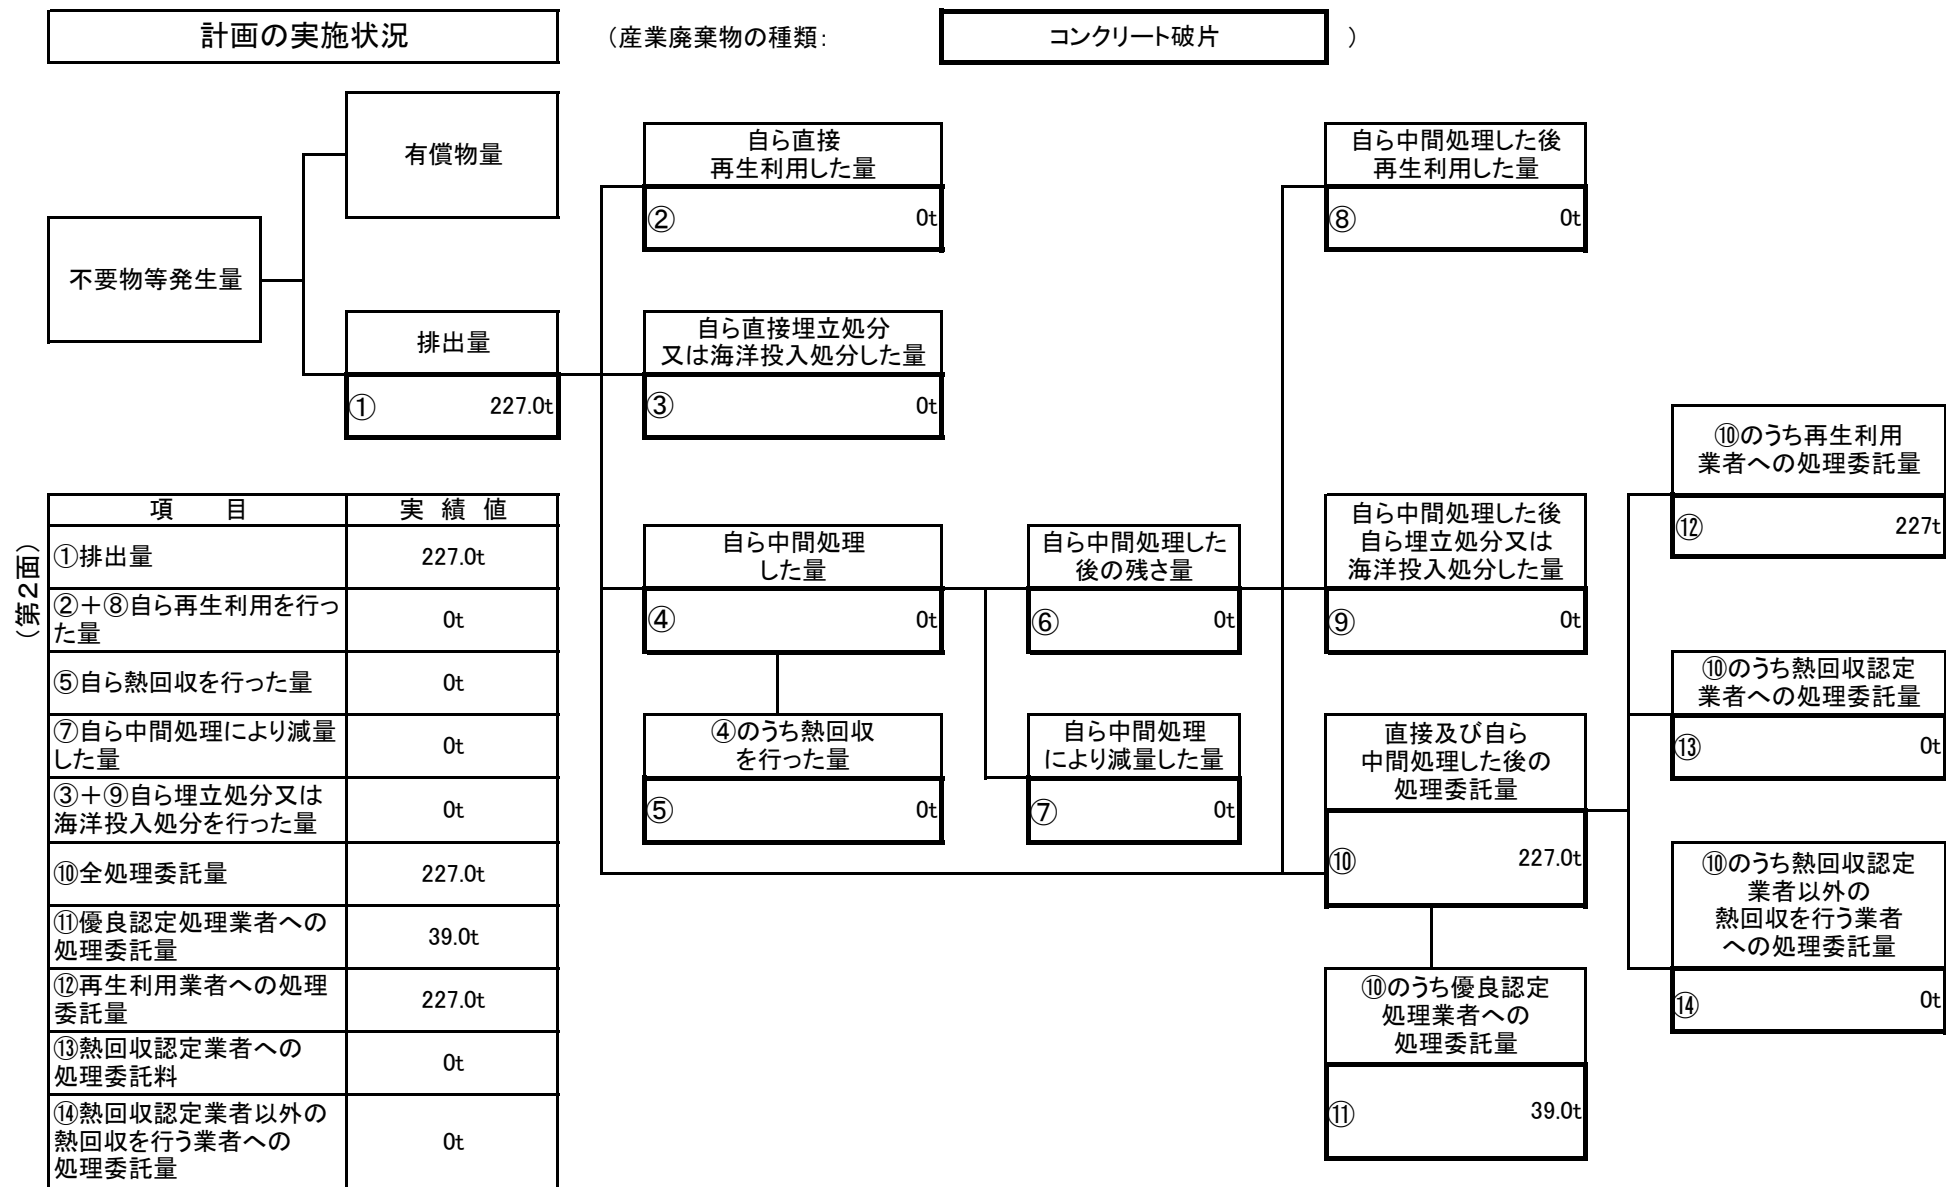 計画の実施状況
（産業廃棄物の種類：
コンクリート破片
）
有償物量
不要物等発生量
排出量
① 227.0t
自ら直接
再生利用した量
② 0t
自ら直接埋立処分
又は海洋投入処分した量
③ 0t
自ら中間処理
した量
④ 0t
④のうち熱回収
を行った量
⑤ 0t
自ら中間処理した
後の残さ量
⑥ 0t
自ら中間処理
により減量した量
⑦ 0t
自ら中間処理した後
再生利用した量
⑧ 0t
自ら中間処理した後
自ら埋立処分又は
海洋投入処分した量
⑨ 0t
直接及び自ら
中間処理した後の
処理委託量
⑩ 227.0t
⑩のうち優良認定
処理業者への
処理委託量
⑪ 39.0t
⑩のうち再生利用
業者への処理委託量
⑫ 227t
⑩のうち熱回収認定
業者への処理委託量
⑬ 0t
⑩のうち熱回収認定
業者以外の
熱回収を行う業者
への処理委託量
⑭ 0t
（第２面）
項　目 実 績 値
①排出量 227.0t
②＋⑧自ら再生利用を行っ
た量 0t
⑤自ら熱回収を行った量 0t
⑦自ら中間処理により減量
した量 0t
③＋⑨自ら埋立処分又は
海洋投入処分を行った量 0t
⑩全処理委託量 227.0t
⑪優良認定処理業者への
処理委託量 39.0t
⑫再生利用業者への処理
委託量 227.0t
⑬熱回収認定業者への
処理委託料 0t
⑭熱回収認定業者以外の
熱回収を行う業者への
処理委託量 0t